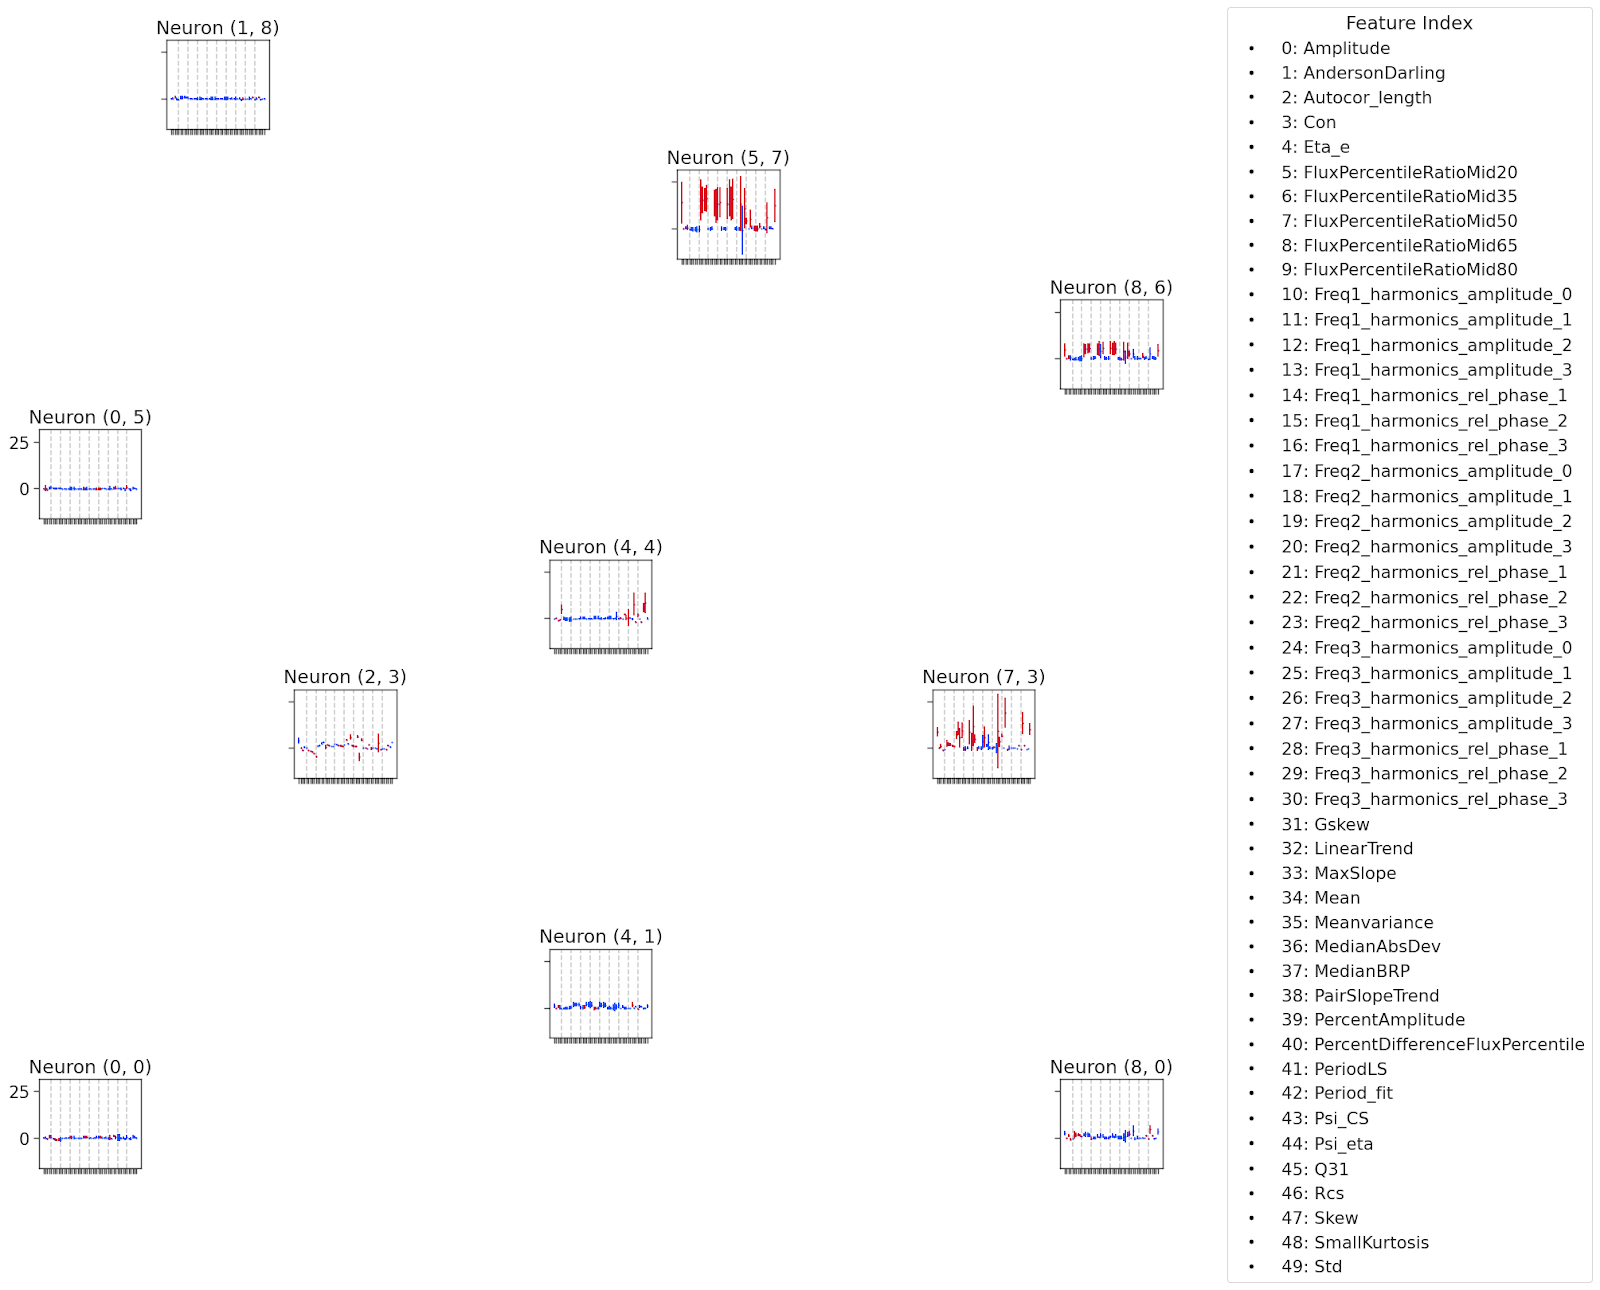 Neuron (1, 8)
Neuron (5, 7)
Neuron (8, 6)
Neuron (0, 5)
25
0
Neuron (4, 4)
Neuron (2, 3)
Neuron (7, 3)
Neuron (4, 1)
Neuron (0, 0)
25
0
Neuron (8, 0)
Feature Index
• 0: Amplitude
• 1: AndersonDarling
• 2: Autocor_length
• 3: Con
• 4: Eta_e
• 5: FluxPercentileRatioMid20
• 6: FluxPercentileRatioMid35
• 7: FluxPercentileRatioMid50
• 8: FluxPercentileRatioMid65
• 9: FluxPercentileRatioMid80
• 10: Freq1_harmonics_amplitude_0
• 11: Freq1_harmonics_amplitude_1
• 12: Freq1_harmonics_amplitude_2
• 13: Freq1_harmonics_amplitude_3
• 14: Freq1_harmonics_rel_phase_1
• 15: Freq1_harmonics_rel_phase_2
• 16: Freq1_harmonics_rel_phase_3
• 17: Freq2_harmonics_amplitude_0
• 18: Freq2_harmonics_amplitude_1
• 19: Freq2_harmonics_amplitude_2
• 20: Freq2_harmonics_amplitude_3
• 21: Freq2_harmonics_rel_phase_1
• 22: Freq2_harmonics_rel_phase_2
• 23: Freq2_harmonics_rel_phase_3
• 24: Freq3_harmonics_amplitude_0
• 25: Freq3_harmonics_amplitude_1
• 26: Freq3_harmonics_amplitude_2
• 27: Freq3_harmonics_amplitude_3
• 28: Freq3_harmonics_rel_phase_1
• 29: Freq3_harmonics_rel_phase_2
• 30: Freq3_harmonics_rel_phase_3
• 31: Gskew
• 32: LinearTrend
• 33: MaxSlope
• 34: Mean
• 35: Meanvariance
• 36: MedianAbsDev
• 37: MedianBRP
• 38: PairSlopeTrend
• 39: PercentAmplitude
• 40: PercentDifferenceFluxPercentile
• 41: PeriodLS
• 42: Period_fit
• 43: Psi_CS
• 44: Psi_eta
• 45: Q31
• 46: Rcs
• 47: Skew
• 48: SmallKurtosis
• 49: Std